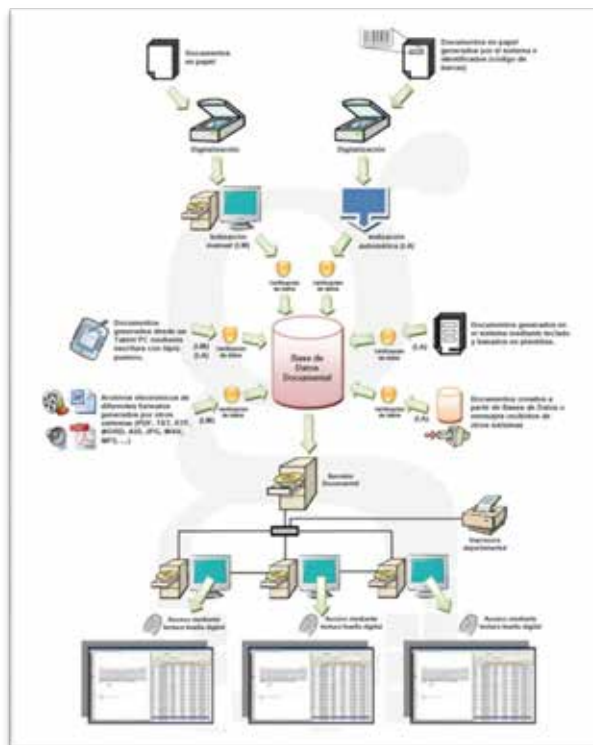 Documentos
en papel
Documentos en papel
generados por el sistema e
identificados (código de
barras)
Digitalización
Digitalización
Indización
manual (I.M)
Indización
automática (I.A)
Verificación
de datos
Verificación
de datos
Documentos
generados desde un
Tablet PC mediante
escritura con lápiz
puntero.
(I.M)
(I.A)
Verificación
de datos
Base de
Datos
Documental
Verificación
de datos
(I.A)
Documentos generados en
el sistema mediante teclado
y basados en plantillas.
Archivos electrónicos de
diferentes formatos
generados por otros
sistemas (PDF, TXT, RTF,
WORD, AVI, JPG, WAV,
MP3, ...)
(I.M)
Verificación
de datos
Verificación
de datos
(I.A)
Documentos creados a
partir de Bases de Datos o
mensajes recibidos de
otros sistemas
Servidor
Documental
Impresora
departamental
Acceso mediante
lectura huella digital
Acceso mediante
lectura huella digital
Acceso mediante
lectura huella digital